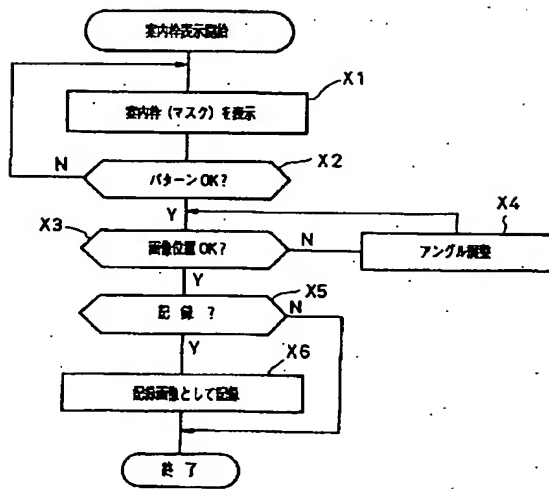 案内枠表示開始
X1
案内枠(マスク)を表示
X2
N
パターンOK?
Y
X3
画像位置OK?
N
X4
アングル調整
Y
X5
記録?
N
Y
X6
記録画像として記録
終了